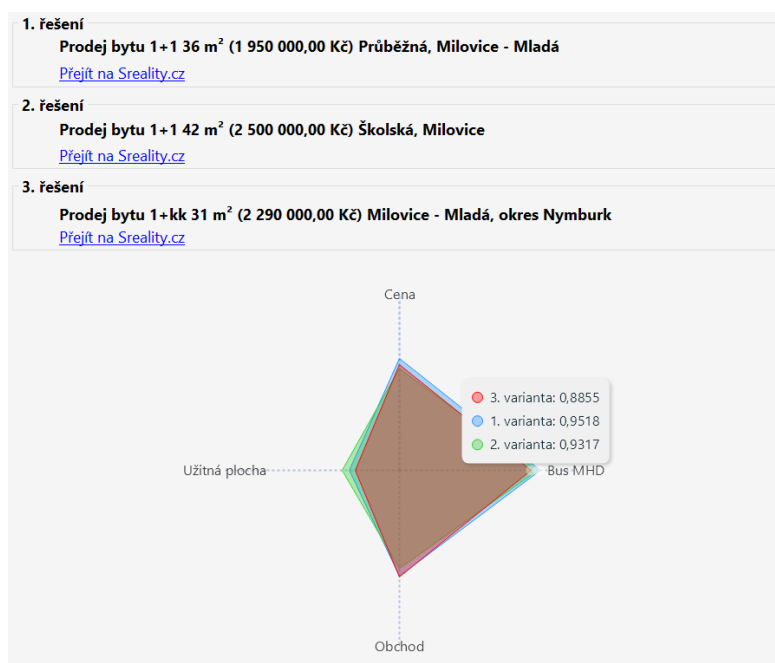 1. řešení
Prodej bytu 1+1 36 m² (1 950 000,00 Kč) Průběžná, Milovice - Mladá
Přejít na Sreality.cz
2. řešení
Prodej bytu 1+1 42 m² (2 500 000,00 Kč) Školská, Milovice
Přejít na Sreality.cz
3. řešení
Prodej bytu 1+kk 31 m² (2 290 000,00 Kč) Milovice - Mladá, okres Nymburk
Přejít na Sreality.cz
Cena
3. varianta: 0,8855
1. varianta: 0,9518
2. varianta: 0,9317
Užitná plocha
Bus MHD
Obchod